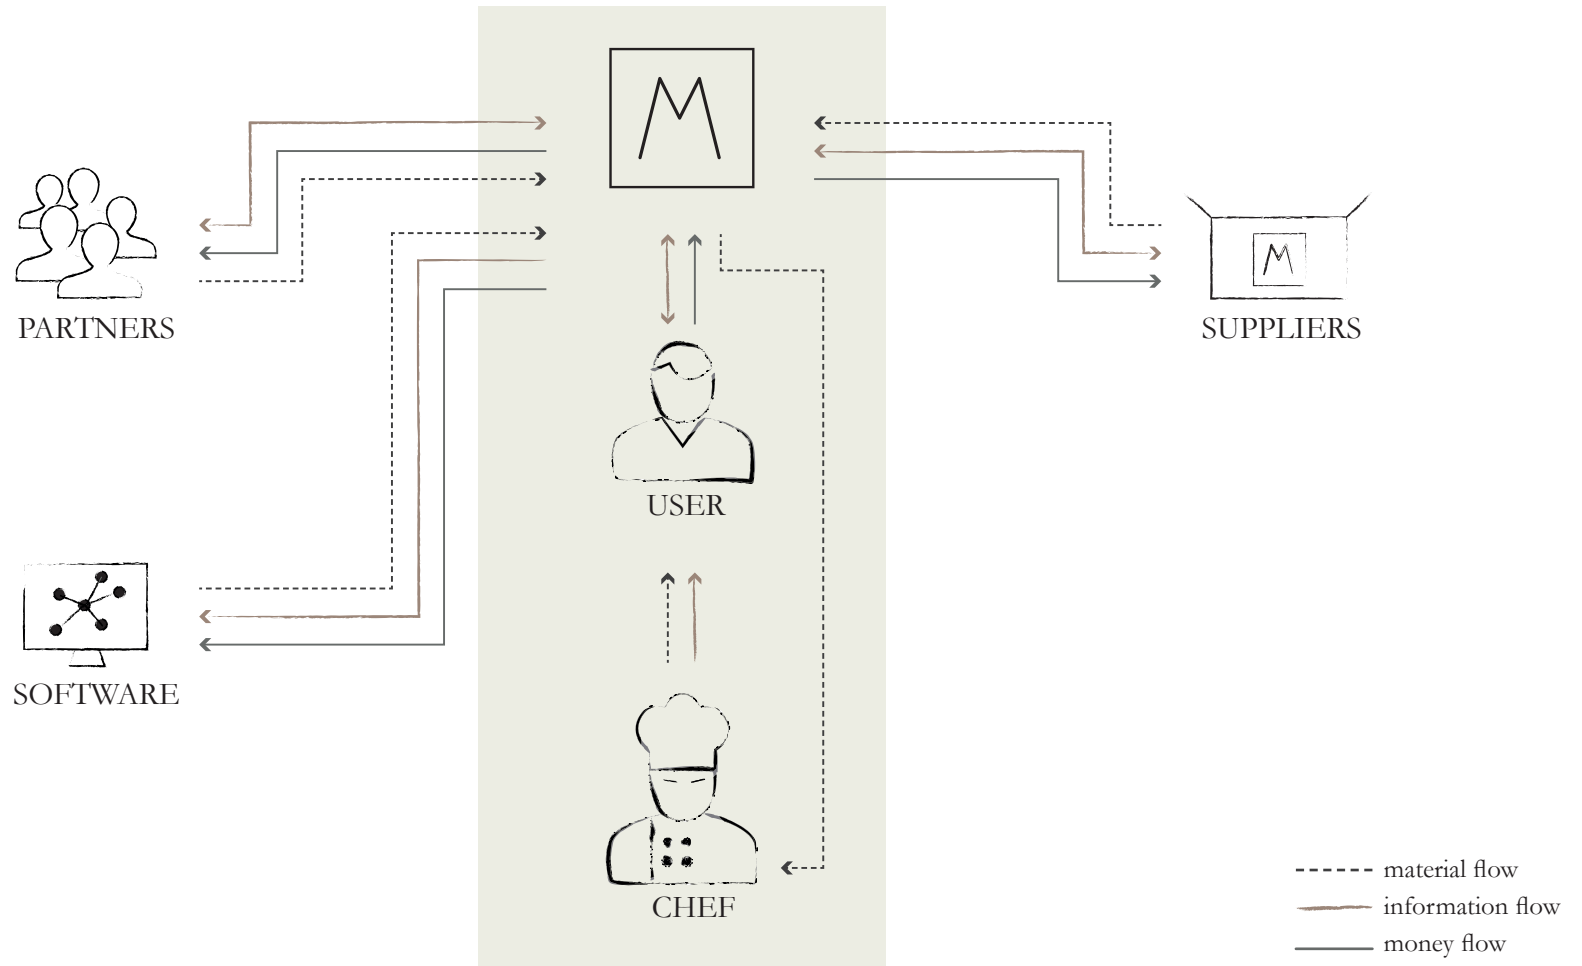 M
M
PARTNERS
SUPPLIERS
USER
SOFTWARE
CHEF
material flow
information flow
money flow